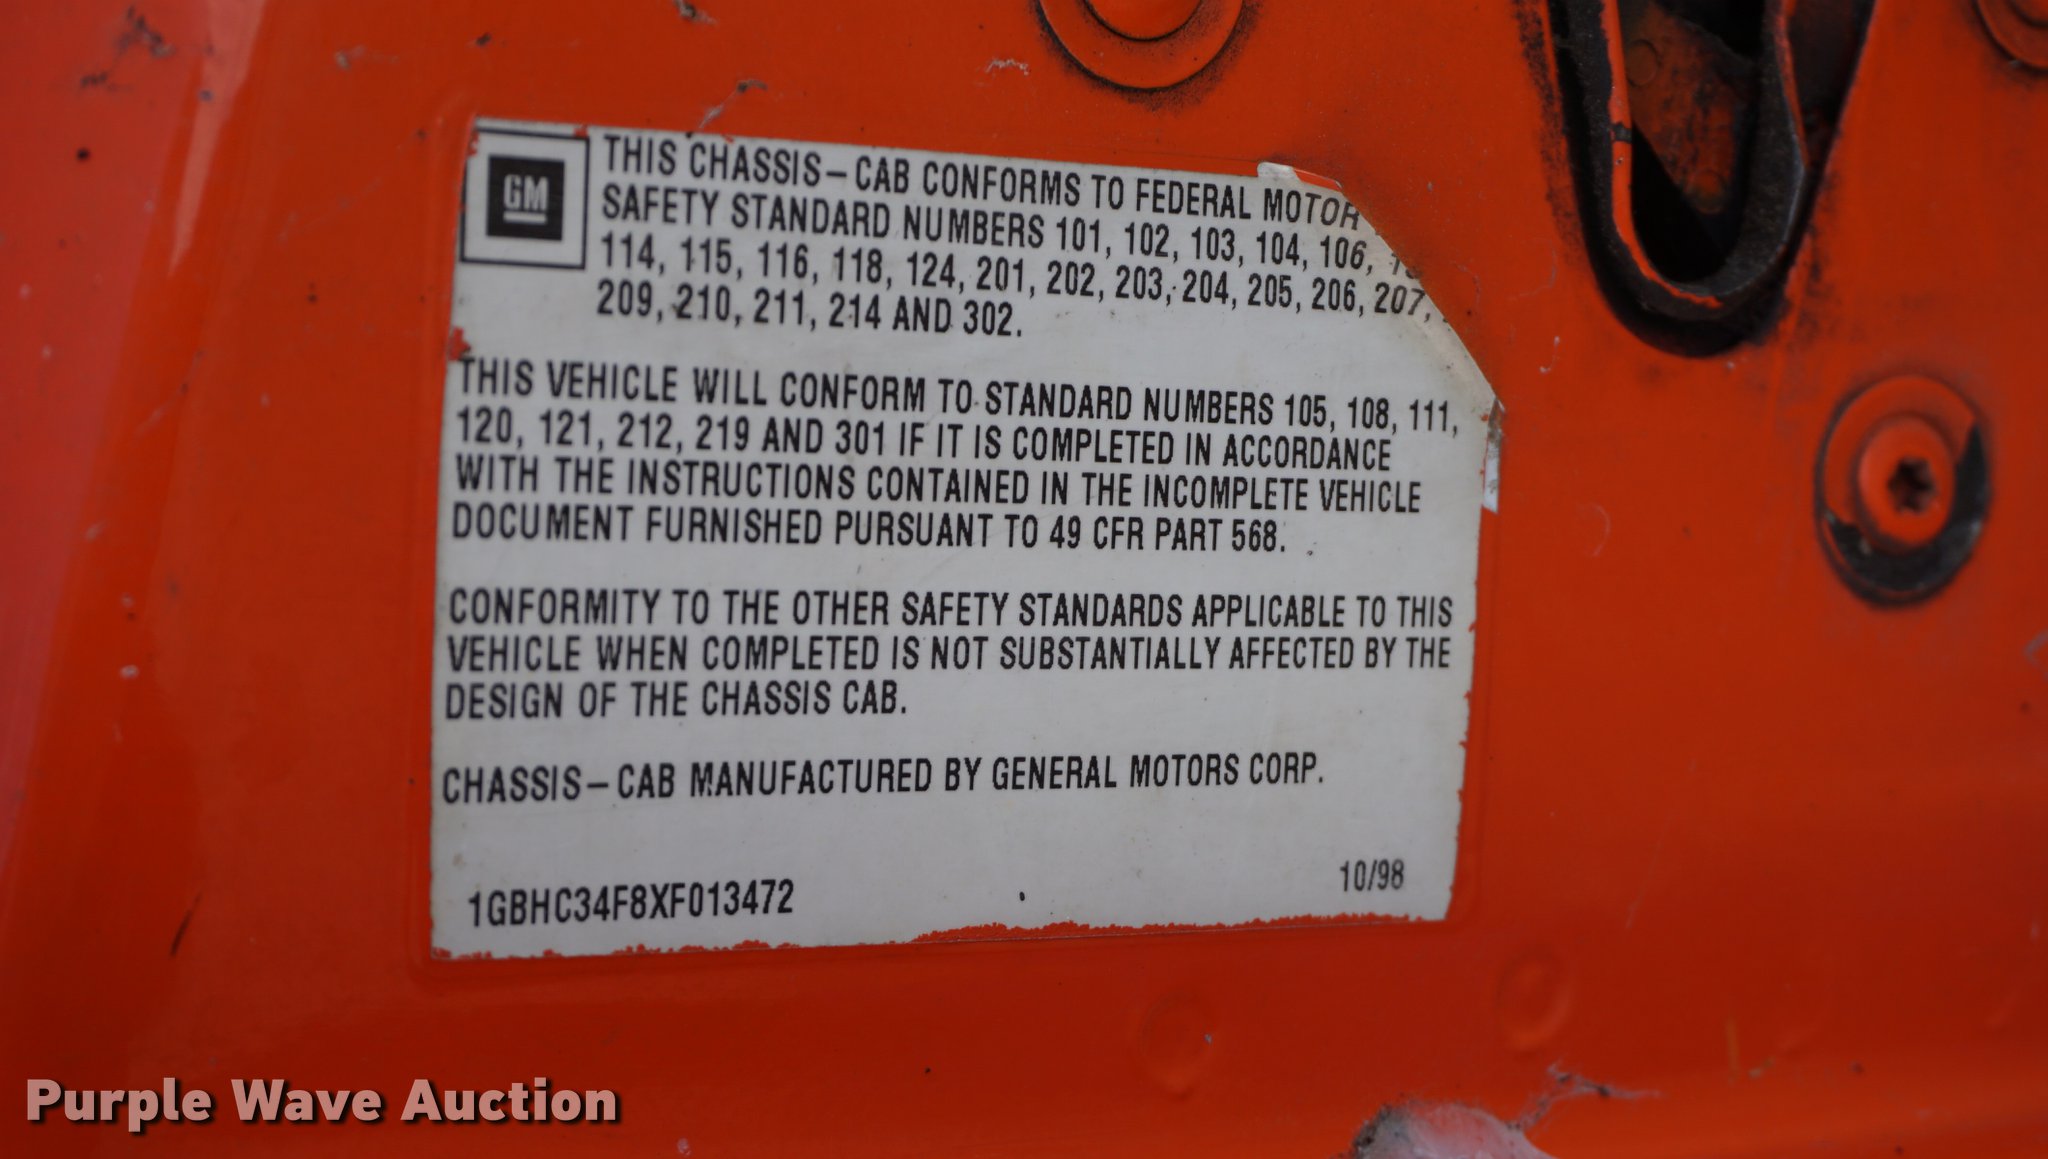 GM
THIS CHASSIS-CAB CONFORMS TO FEDERAL MOTOR
SAFETY STANDARD NUMBERS 101, 102, 103, 104, 106,
114, 115, 116, 118, 124, 201, 202, 203, 204, 205, 206, 207,
209, 210, 211, 214 AND 302.
THIS VEHICLE WILL CONFORM TO STANDARD NUMBERS 105, 108, 111,
120, 121, 212, 219 AND 301 IF IT IS COMPLETED IN ACCORDANCE
WITH THE INSTRUCTIONS CONTAINED IN THE INCOMPLETE VEHICLE
DOCUMENT FURNISHED PURSUANT TO 49 CFR PART 568.
CONFORMITY TO THE OTHER SAFETY STANDARDS APPLICABLE TO THIS
VEHICLE WHEN COMPLETED IS NOT SUBSTANTIALLY AFFECTED BY THE
DESIGN OF THE CHASSIS CAB.
CHASSIS-CAB MANUFACTURED BY GENERAL MOTORS CORP.
10/98
1GBHC34F8XF013472
Purple Wave Auction